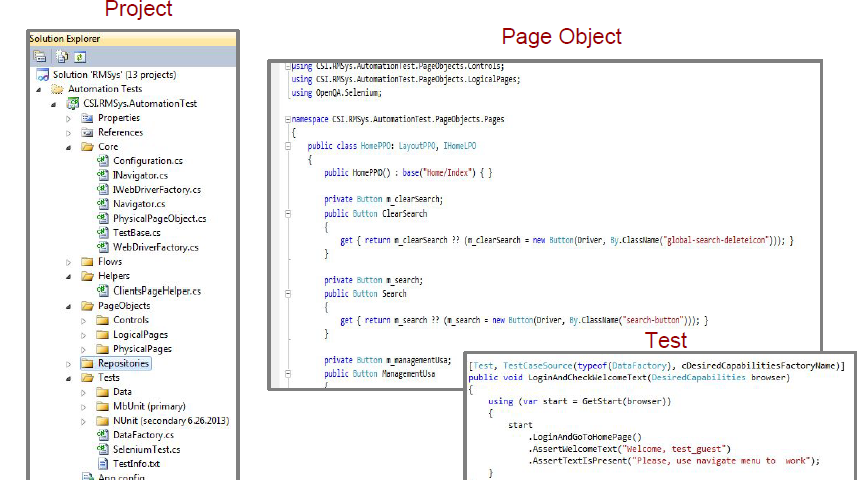 Project
Solution Explorer
Solution 'RMSys' (13 projects)
Automation Tests
CSI.RMSys.AutomationTest
Properties
References
Core
Configuration.cs
INavigator.cs
IWebDriverFactory.cs
Navigator.cs
PhysicalPageObject.cs
TestBase.cs
WebDriverFactory.cs
Flows
Helpers
ClientsPageHelper.cs
PageObjects
Controls
LogicalPages
PhysicalPages
Repositories
Tests
Data
MbUnit (primary)
NUnit (secondary 6.26.2013)
DataFactory.cs
SeleniumTest.cs
TestInfo.txt
App.config
Page Object
using CSI.RMSys.AutomationTest.PageObjects.Controls;
using CSI.RMSys.AutomationTest.PageObjects.LogicalPages;
using OpenQA.Selenium;
namespace CSI.RMSys.AutomationTest.PageObjects.Pages
{
public class HomePPO: LayoutPPO, IHomeLPO
{
public HomePPO() : base("Home/Index") { }
private Button m_clearSearch;
public Button ClearSearch
{
get { return m_clearSearch ?? (m_clearSearch = new Button(Driver, By.ClassName("global-search-deleteicon"))); }
}
private Button m_search;
public Button Search
{
get { return m_search ?? (m_search = new Button(Driver, By.ClassName("search-button"))); }
}
private Button m_managementUsa;
public Button ManagementUsa
{
Test
[Test, TestCaseSource(typeof(DataFactory), cDesiredCapabilitiesFactoryName)]
public void LoginAndCheckWelcomeText(DesiredCapabilities browser)
{
using (var start = GetStart(browser))
{
start
.LoginAndGoToHomePage()
.AssertWelcomeText("Welcome, test_guest")
.AssertTextIsPresent("Please, use navigate menu to work");
}